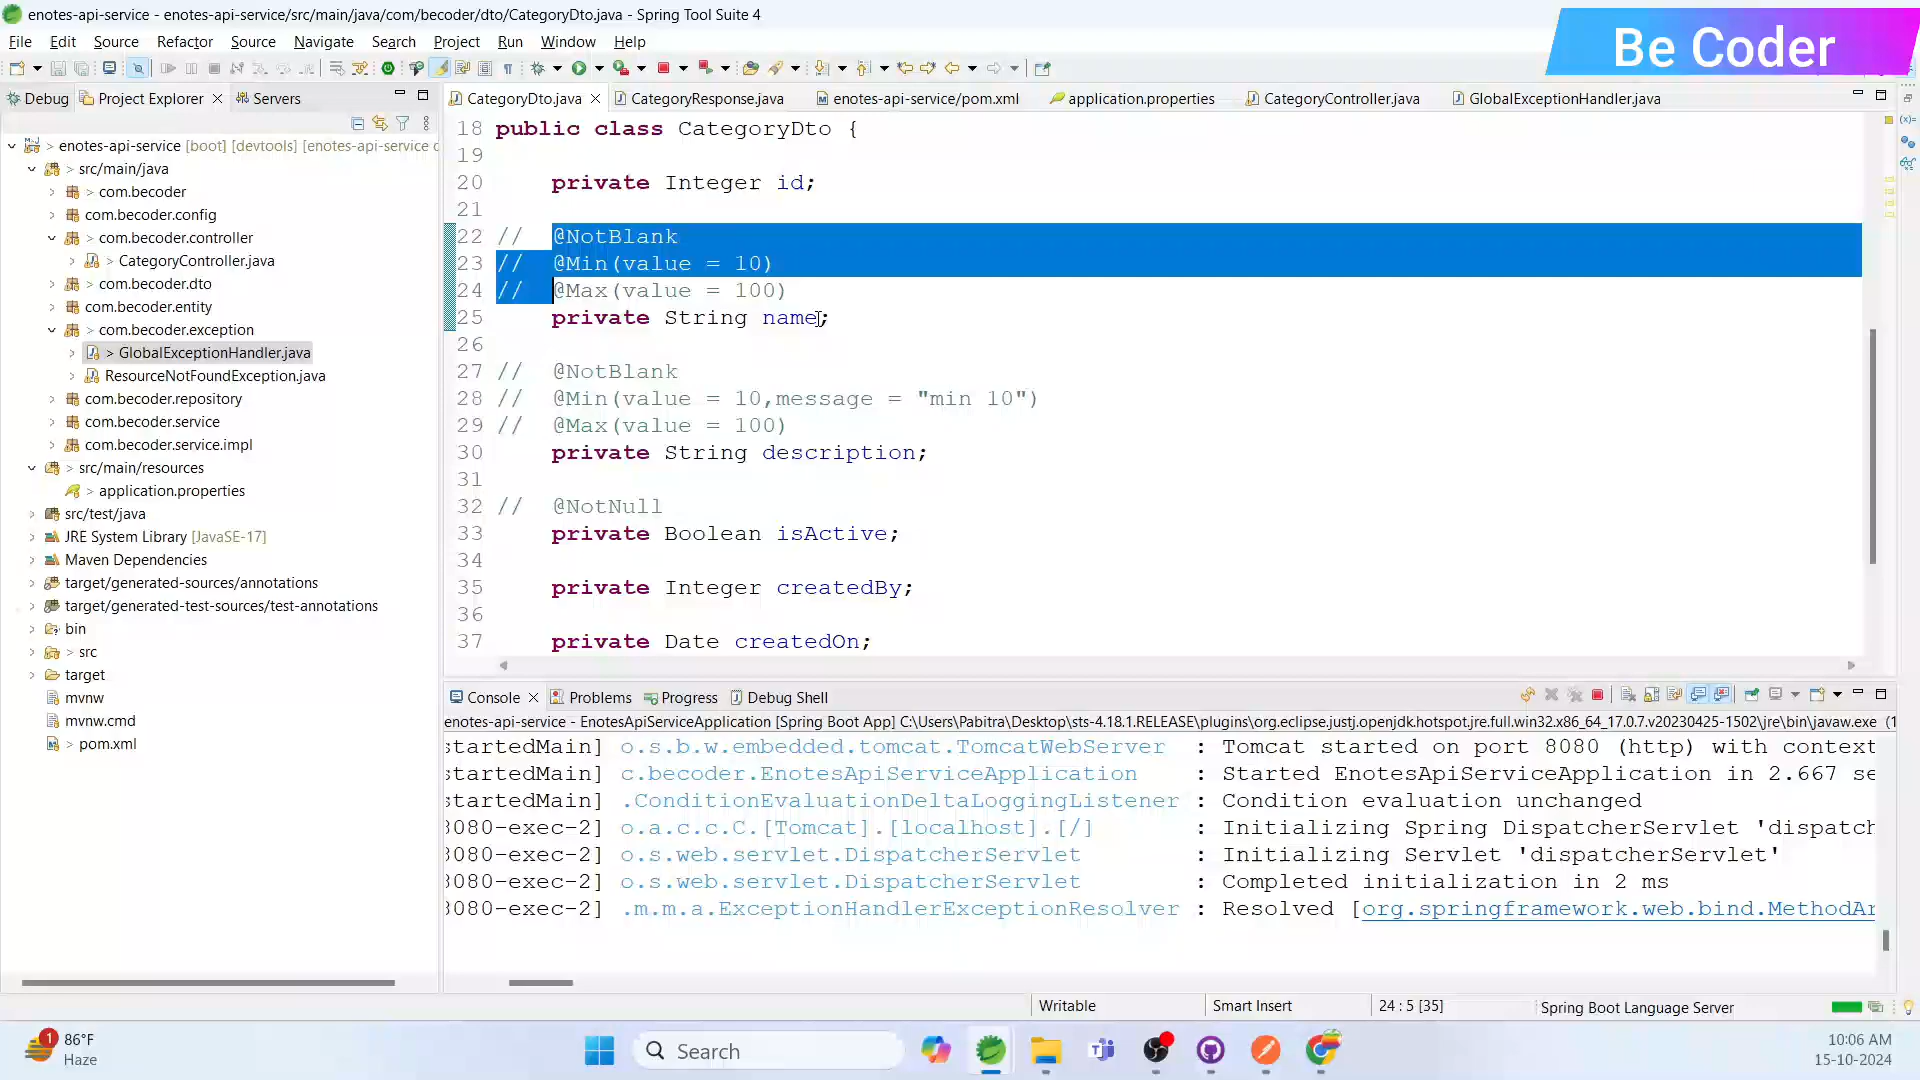 enotes-api-service - enotes-api-service/src/main/java/com/becoder/dto/CategoryDto.java - Spring Tool Suite 4
Be Coder
File Edit Source Refactor Source Navigate Search Project Run Window Help
Debug Project Explorer Servers
CategoryDto.java CategoryResponse.java enotes-api-service/pom.xml application.properties CategoryController.java GlobalExceptionHandler.java
> enotes-api-service [boot] [devtools] [enotes-api-service
> src/main/java
> com.becoder
com.becoder.config
> com.becoder.controller
> CategoryController.java
> com.becoder.dto
com.becoder.entity
> com.becoder.exception
> GlobalExceptionHandler.java
ResourceNotFoundException.java
com.becoder.repository
com.becoder.service
com.becoder.service.impl
> src/main/resources
> application.properties
src/test/java
JRE System Library [JavaSE-17]
Maven Dependencies
target/generated-sources/annotations
target/generated-test-sources/test-annotations
bin
> src
target
mvnw
mvnw.cmd
> pom.xml
18 public class CategoryDto {
19
20 private Integer id;
21
22 // @NotBlank
23 // @Min(value = 10)
24 // @Max(value = 100)
25 private String name;
26
27 // @NotBlank
28 // @Min(value = 10,message = "min 10")
29 // @Max(value = 100)
30 private String description;
31
32 // @NotNull
33 private Boolean isActive;
34
35 private Integer createdBy;
36
37 private Date createdOn;
Console Problems Progress Debug Shell
enotes-api-service - EnotesApiServiceApplication [Spring Boot App] C:\Users\Pabitra\Desktop\sts-4.18.1.RELEASE\plugins\org.eclipse.justj.openjdk.hotspot.jre.full.win32.x86_64_17.0.7.v20230425-1502\jre\bin\javaw.exe (1
startedMain] o.s.b.w.embedded.tomcat.TomcatWebServer : Tomcat started on port 8080 (http) with context
startedMain] c.becoder.EnotesApiServiceApplication : Started EnotesApiServiceApplication in 2.667 se
startedMain] .ConditionEvaluationDeltaLoggingListener : Condition evaluation unchanged
8080-exec-2] o.a.c.c.C.[Tomcat].[localhost].[/] : Initializing Spring DispatcherServlet 'dispatch
8080-exec-2] o.s.web.servlet.DispatcherServlet : Initializing Servlet 'dispatcherServlet'
8080-exec-2] o.s.web.servlet.DispatcherServlet : Completed initialization in 2 ms
8080-exec-2] .m.m.a.ExceptionHandlerExceptionResolver : Resolved [org.springframework.web.bind.MethodAr
Writable Smart Insert 24 : 5 [35] Spring Boot Language Server
1 86°F
Haze
Search
10:06 AM
15-10-2024